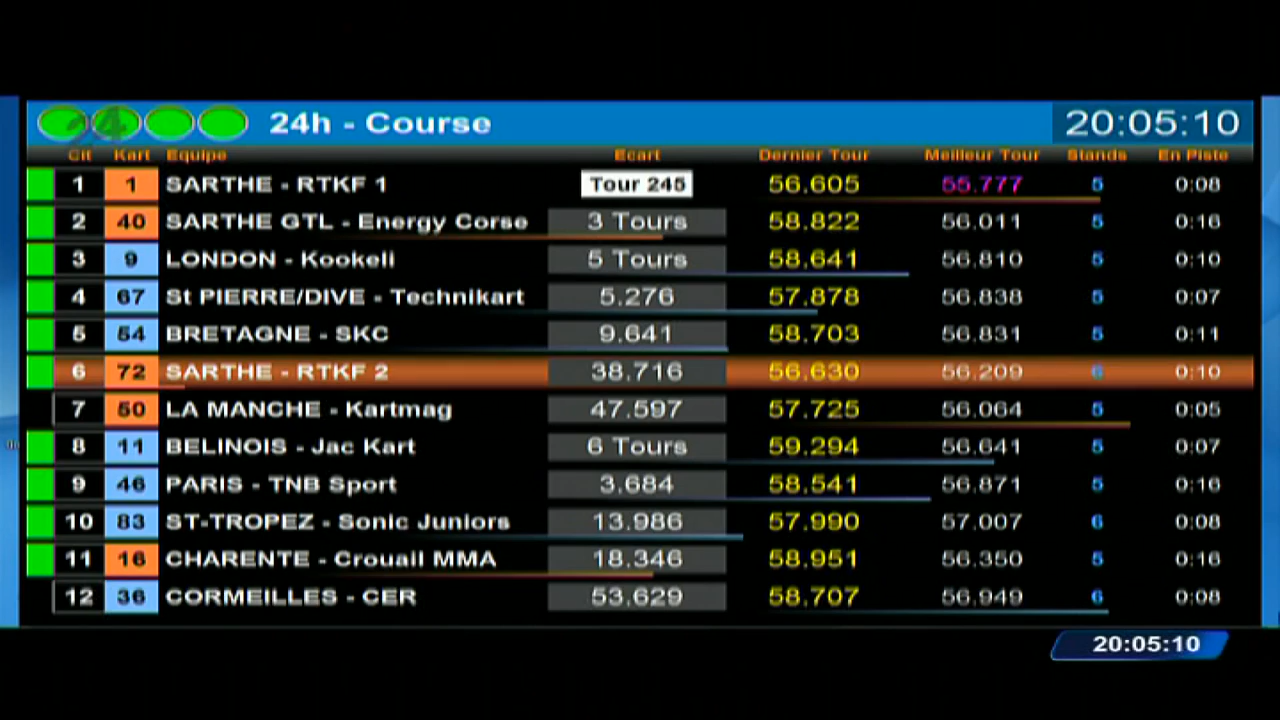 24h - Course 20:05:10
Clt Kart Equipe Ecart Dernier Tour Meilleur Tour Stands En Piste
1 1 SARTHE - RTKF 1 Tour 245 56.605 55.777 5 0:08
2 40 SARTHE GTL - Energy Corse 3 Tours 58.822 56.011 5 0:16
3 9 LONDON - Kookeli 5 Tours 58.641 56.810 5 0:10
4 67 St PIERRE/DIVE - Technikart 5.276 57.878 56.838 5 0:07
5 54 BRETAGNE - SKC 9.641 58.703 56.831 5 0:11
6 72 SARTHE - RTKF 2 38.716 56.630 56.209 6 0:10
7 50 LA MANCHE - Kartmag 47.597 57.725 56.064 5 0:05
8 11 BELINOIS - Jac Kart 6 Tours 59.294 56.641 5 0:07
9 46 PARIS - TNB Sport 3.684 58.541 56.871 5 0:16
10 83 ST-TROPEZ - Sonic Juniors 13.986 57.990 57.007 6 0:08
11 16 CHARENTE - Crouail MMA 18.346 58.951 56.350 5 0:16
12 36 CORMEILLES - CER 53.629 58.707 56.949 6 0:08
20:05:10